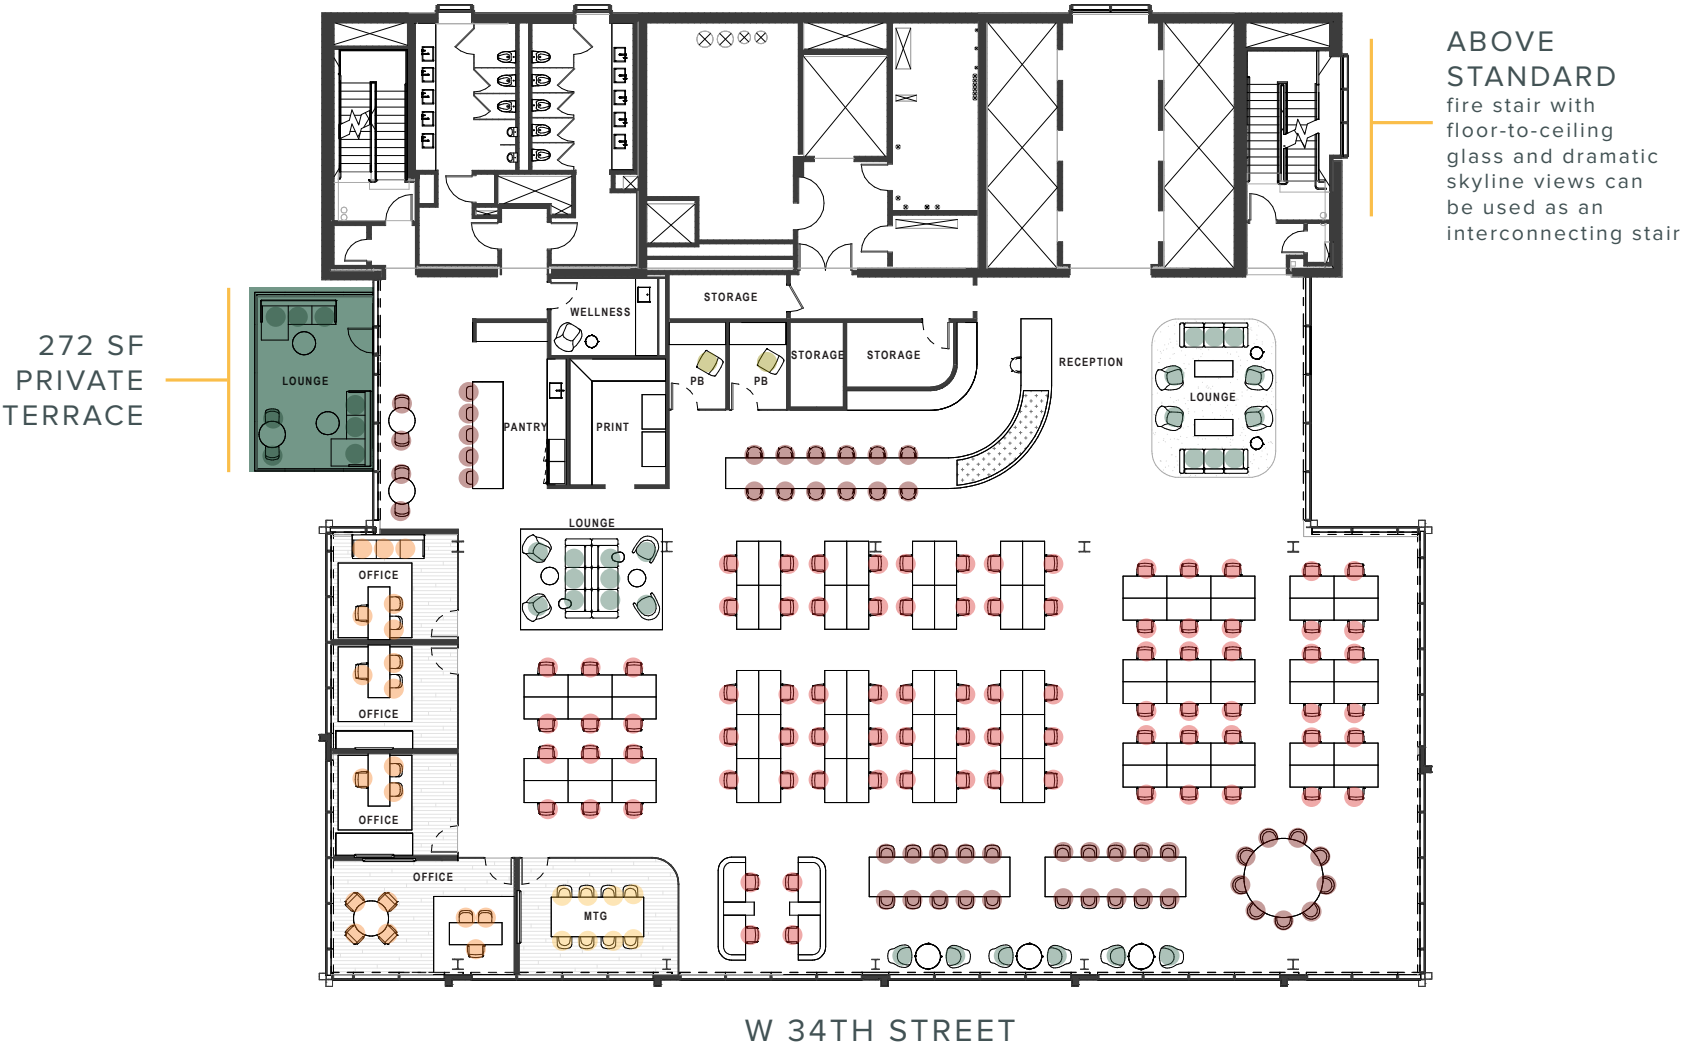 ABOVE
STANDARD
fire stair with
floor-to-ceiling
glass and dramatic
skyline views can
be used as an
interconnecting stair
272 SF
PRIVATE
TERRACE
LOUNGE
WELLNESS
STORAGE
STORAGE
STORAGE
PB
PB
RECEPTION
LOUNGE
PANTRY
PRINT
LOUNGE
OFFICE
OFFICE
OFFICE
OFFICE
MTG
W 34TH STREET